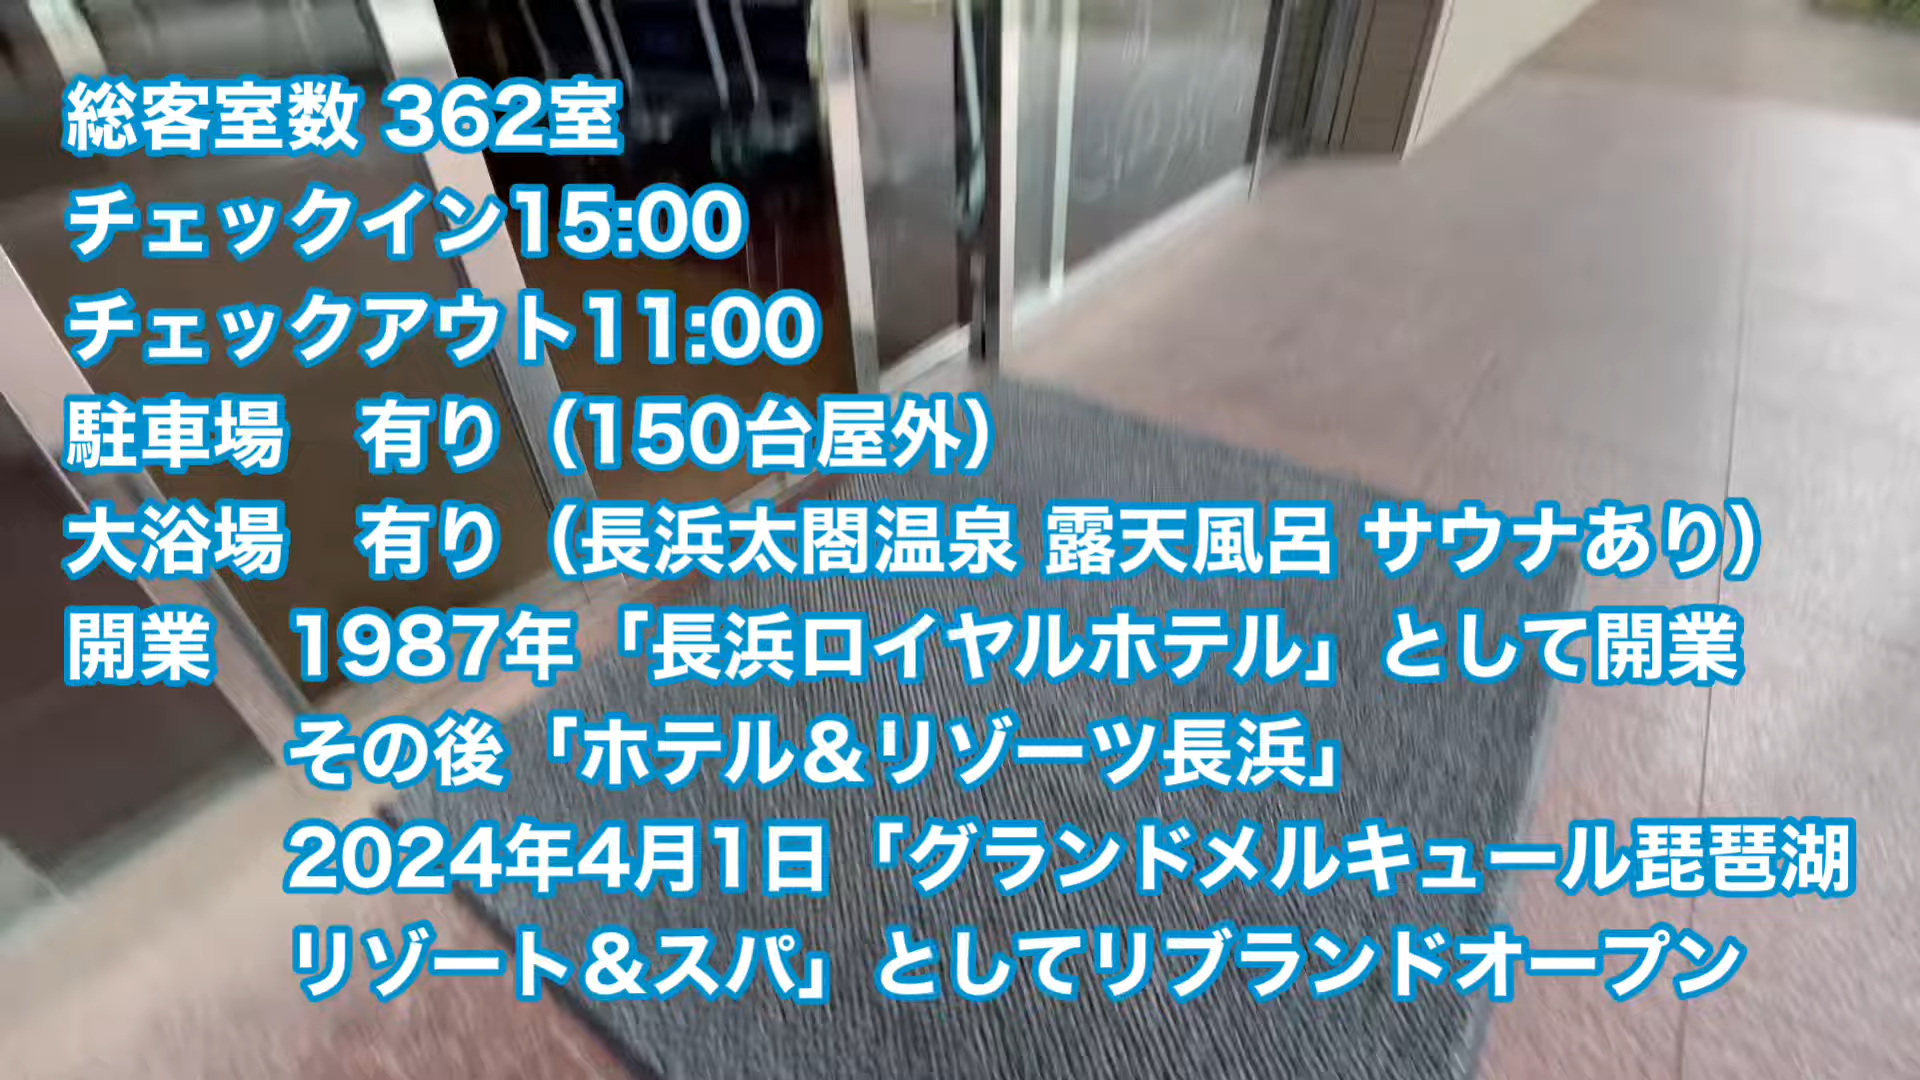 総客室数 362室
チェックイン15:00
チェックアウト11:00
駐車場　有り（150台屋外）
大浴場　有り（長浜太閤温泉 露天風呂 サウナあり）
開業　1987年「長浜ロイヤルホテル」として開業
その後「ホテル＆リゾーツ長浜」
2024年4月1日「グランドメルキュール琵琶湖
リゾート＆スパ」としてリブランドオープン